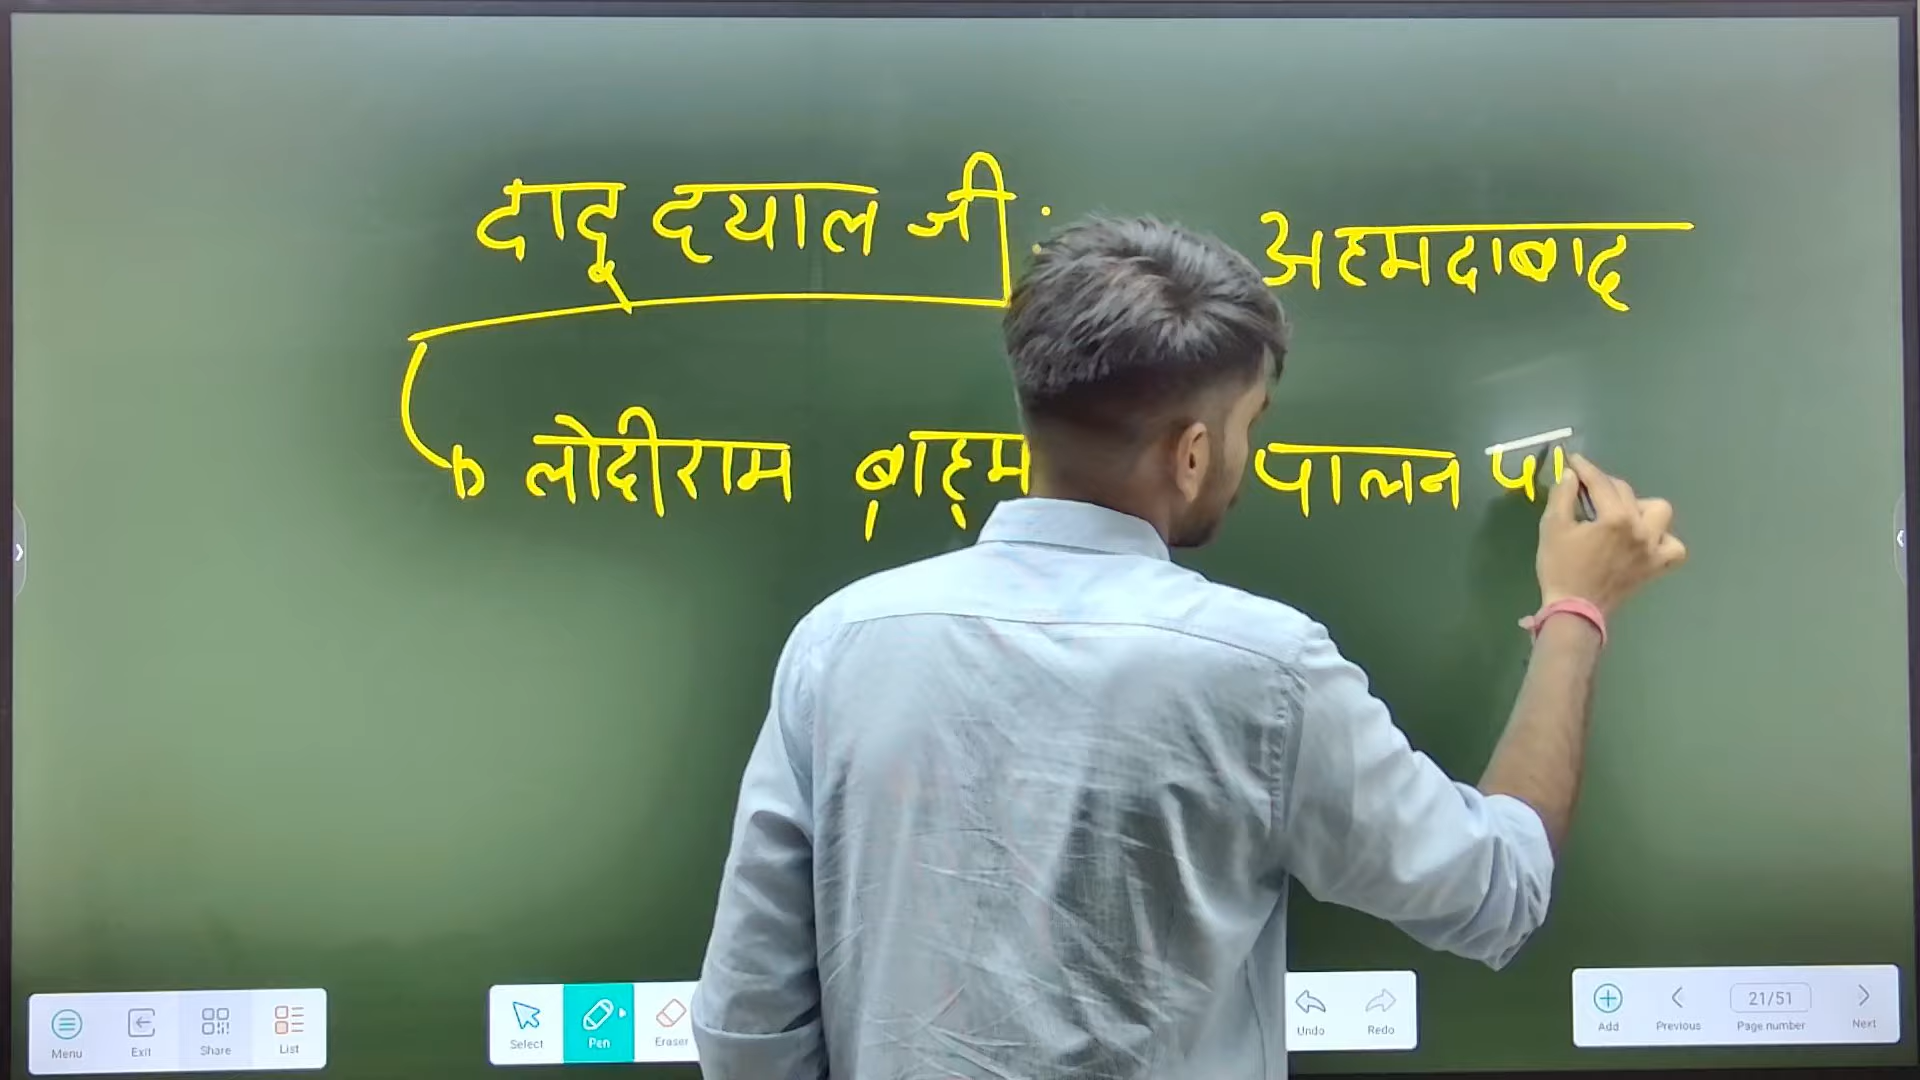 दादू दयाल जी : अहमदाबाद
लोदीराम ब्राह्म पालन पा
Menu Exit Share List Select Pen Eraser Undo Redo Add Previous 21/51 Page number Next